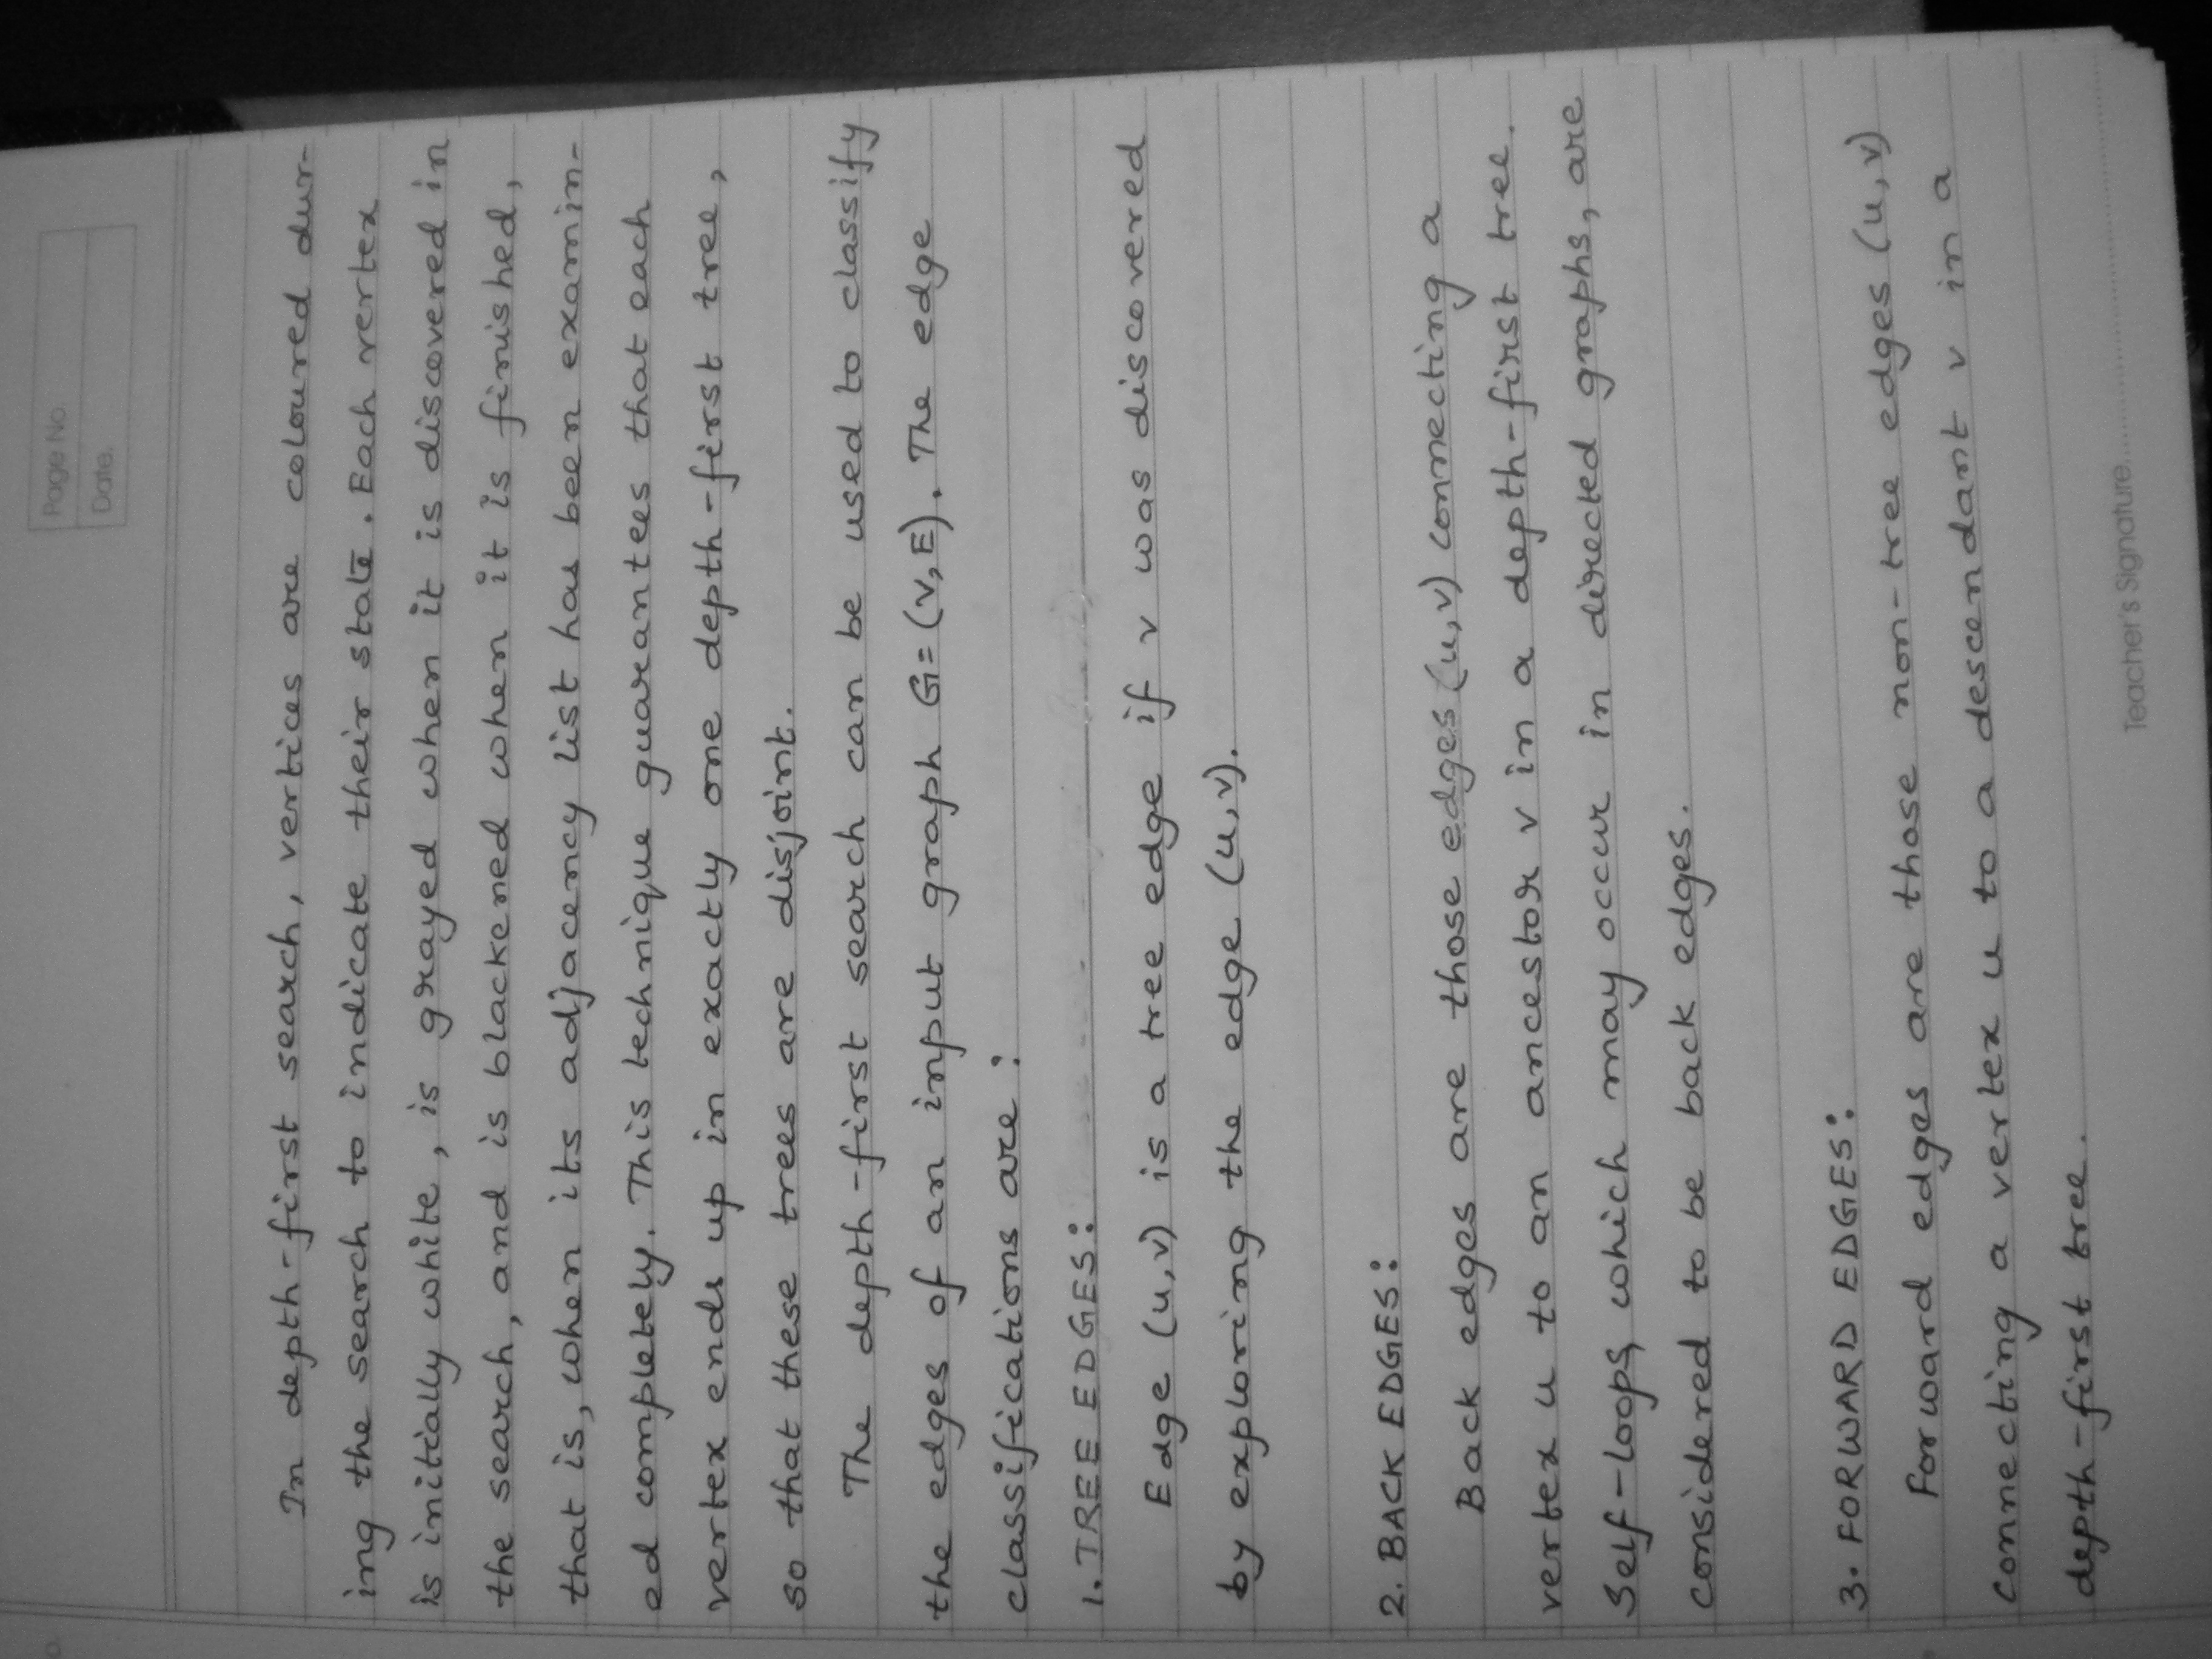 Page No.
Date.
In depth-first search, vertices are coloured dur-
ing the search to indicate their state. Each vertex
is initially white, is grayed when it is discovered in
the search, and is blackened when it is finished,
that is, when its adjacency list has been examin-
ed completely. This technique guarantees that each
vertex ends up in exactly one depth-first tree,
so that these trees are disjoint.
The depth-first search can be used to classify
the edges of an input graph G=(V,E). The edge
classifications are:
1. TREE EDGES:
Edge (u,v) is a tree edge if v was discovered
by exploring the edge (u,v).
2. BACK EDGES:
Back edges are those edges (u,v) connecting a
vertex u to an ancestor v in a depth-first tree.
Self-loops, which may occur in directed graphs, are
considered to be back edges.
3. FORWARD EDGES:
Forward edges are those non-tree edges (u,v)
connecting a vertex u to a descendant v in a
depth-first tree.
Teacher's Signature